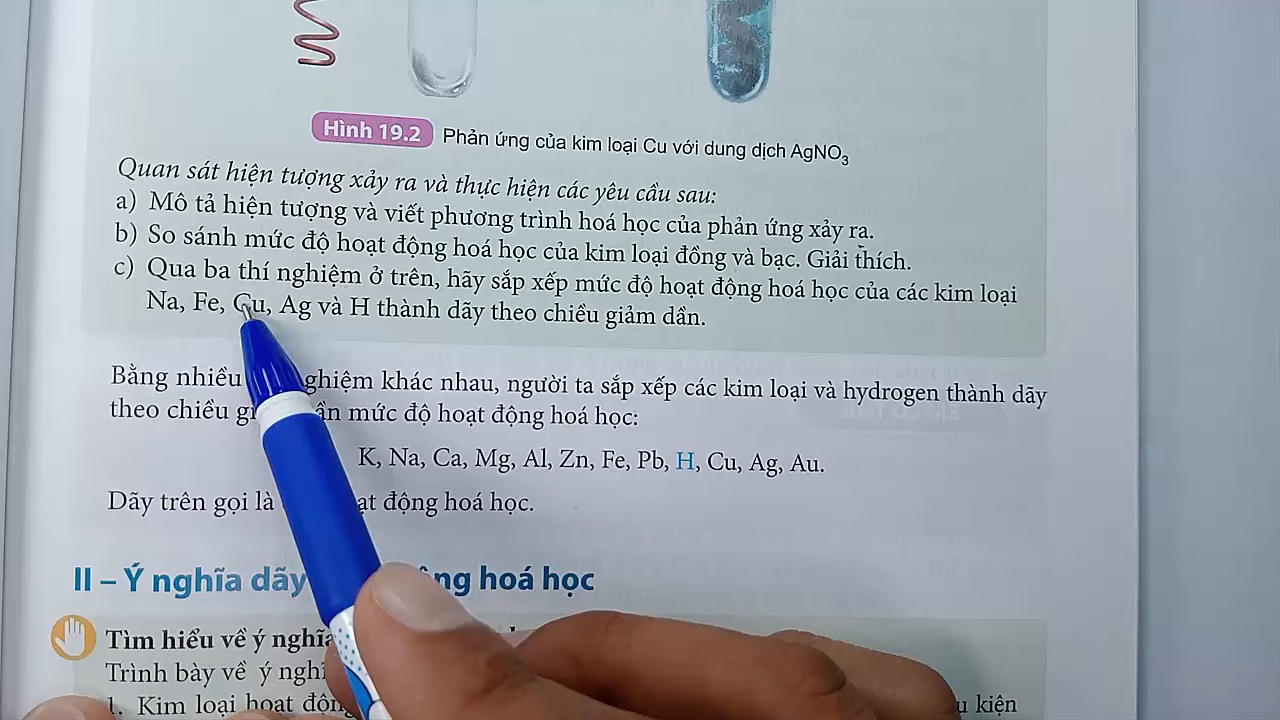 Hình 19.2 Phản ứng của kim loại Cu với dung dịch AgNO₃
Quan sát hiện tượng xảy ra và thực hiện các yêu cầu sau:
a) Mô tả hiện tượng và viết phương trình hoá học của phản ứng xảy ra.
b) So sánh mức độ hoạt động hoá học của kim loại đồng và bạc. Giải thích.
c) Qua ba thí nghiệm ở trên, hãy sắp xếp mức độ hoạt động hoá học của các kim loại
Na, Fe, Cu, Ag và H thành dãy theo chiều giảm dần.
Bằng nhiều nghiệm khác nhau, người ta sắp xếp các kim loại và hydrogen thành dãy
theo chiều mức độ hoạt động hoá học:
K, Na, Ca, Mg, Al, Zn, Fe, Pb, H, Cu, Ag, Au.
Dãy trên gọi là động hoá học.
II – Ý nghĩa dãy hoá học
Tìm hiểu về ý nghĩa
Trình bày về ý
1. Kim loại hoạt kiện